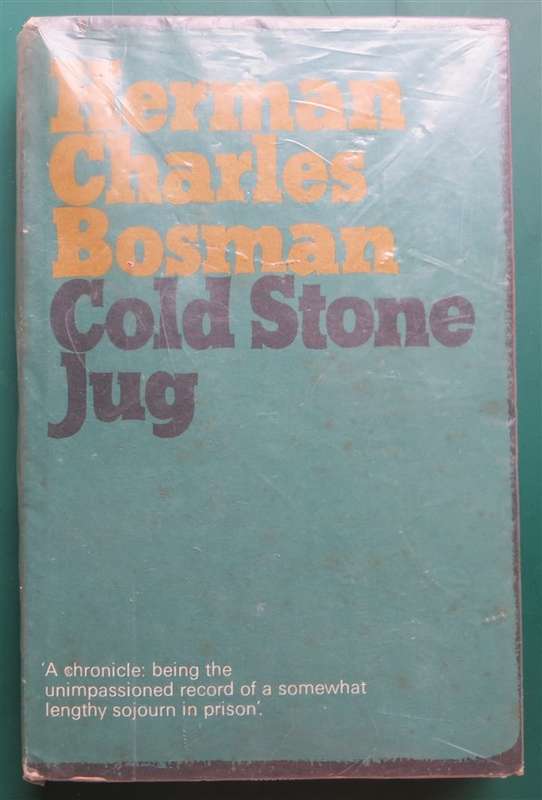 Herman
Charles
Bosman
Cold Stone
Jug
'A chronicle: being the
unimpassioned record of a somewhat
lengthy sojourn in prison'.